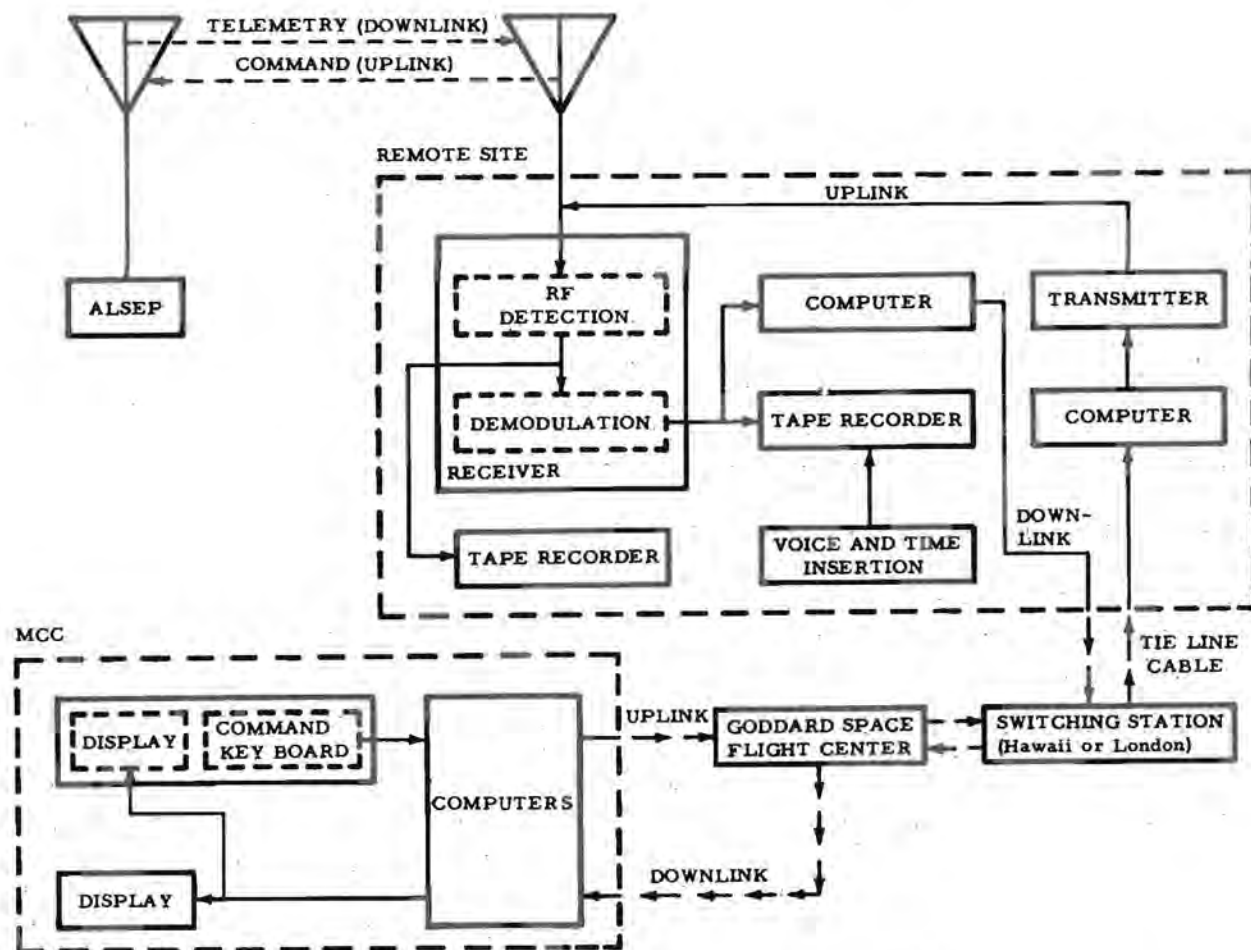 TELEMETRY (DOWNLINK)
COMMAND (UPLINK)
REMOTE SITE
UPLINK
ALSEP
RF
DETECTION
COMPUTER
TRANSMITTER
DEMODULATION
TAPE RECORDER
COMPUTER
RECEIVER
TAPE RECORDER
VOICE AND TIME
INSERTION
DOWN-
LINK
MCC
TIE LINE
CABLE
DISPLAY
COMMAND
KEY BOARD
UPLINK
GODDARD SPACE
FLIGHT CENTER
SWITCHING STATION
(Hawaii or London)
COMPUTERS
DISPLAY
DOWNLINK